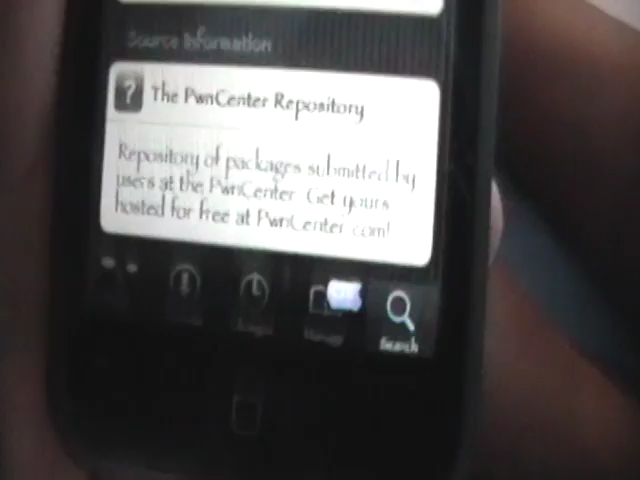 Source Information
The PwnCenter Repository
Repository of packages submitted by
users at the PwnCenter. Get yours
hosted for free at PwnCenter.com!
Manage
Search